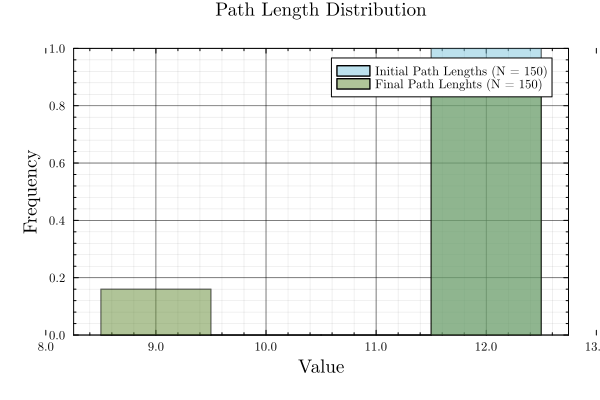 Path Length Distribution
1.0
Initial Path Lengths (N = 150)
Final Path Lenghts (N = 150)
0.8
0.6
Frequency
0.4
0.2
0.0
8.0 9.0 10.0 11.0 12.0 13.
Value